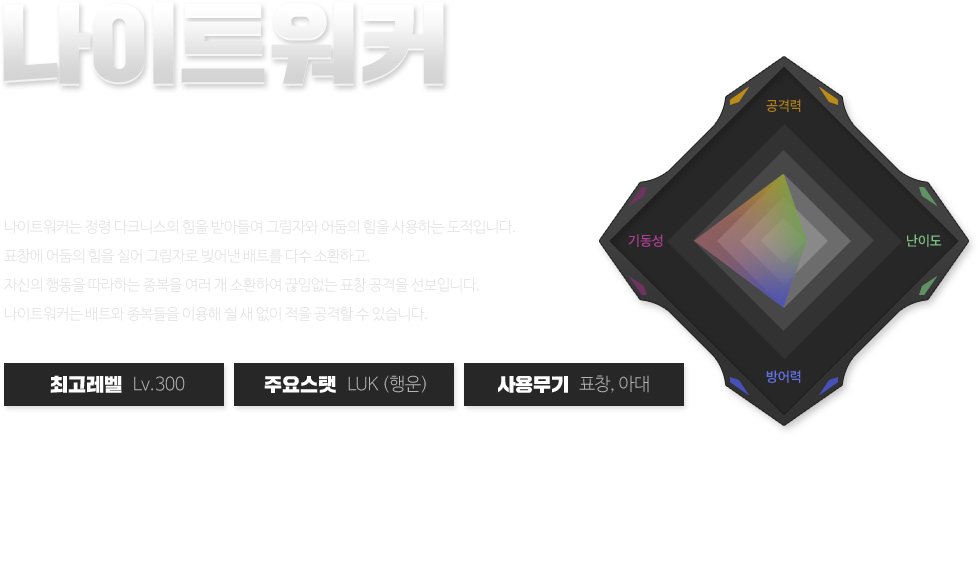 나이트워커
나이트워커는 정령 다크니스의 힘을 받아들여 그림자와 어둠의 힘을 사용하는 도적입니다.
표창에 어둠의 힘을 실어 그림자로 빚어낸 배트를 다수 소환하고,
자신의 행동을 따라하는 종복을 여러 개 소환하여 끊임없는 표창 공격을 선보입니다.
나이트워커는 배트와 종복들을 이용해 쉴 새 없이 적을 공격할 수 있습니다.
최고레벨 Lv.300
주요스탯 LUK (행운)
사용무기 표창, 아대
공격력
기동성
난이도
방어력